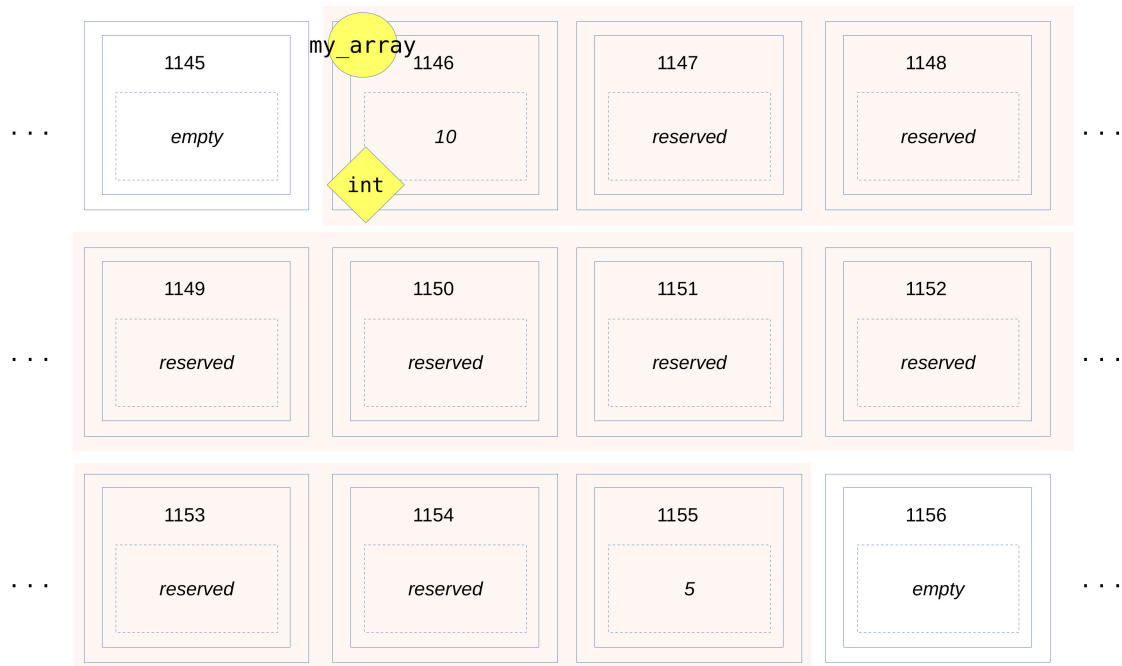 my_array
1145 1146 1147 1148
... empty 10 reserved reserved ...
int
1149 1150 1151 1152
... reserved reserved reserved reserved ...
1153 1154 1155 1156
... reserved reserved 5 empty ...